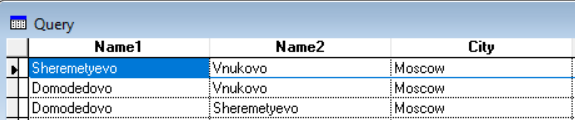 Query
Name1 Name2 City
Sheremetyevo Vnukovo Moscow
Domodedovo Vnukovo Moscow
Domodedovo Sheremetyevo Moscow